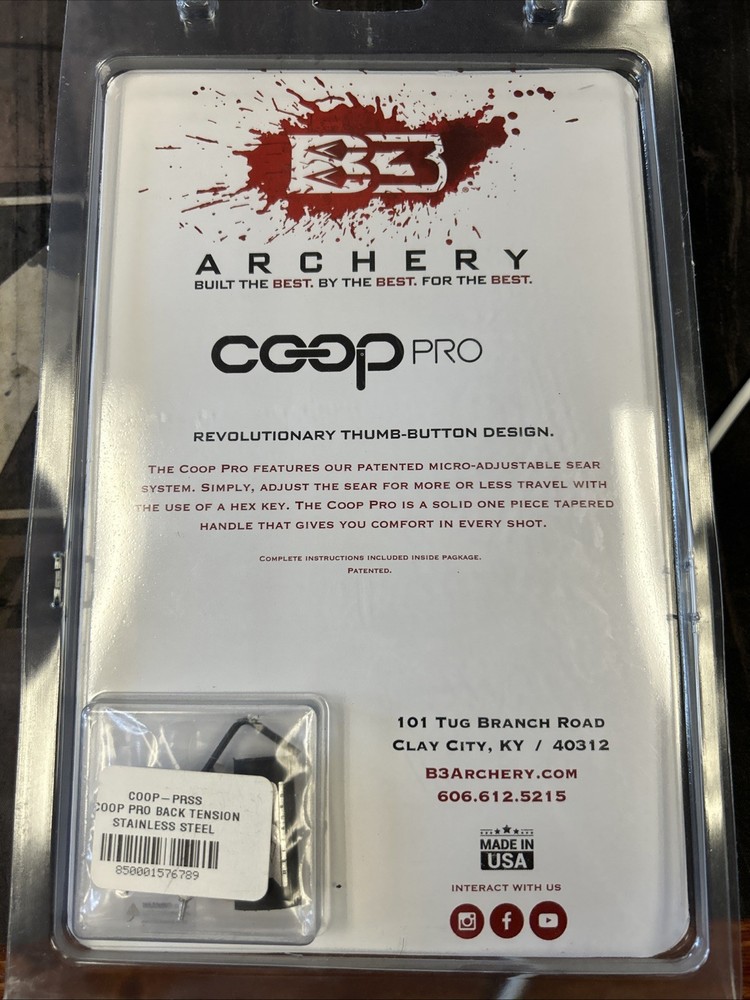 B3
ARCHERY
BUILT THE BEST. BY THE BEST. FOR THE BEST.
COOP PRO
REVOLUTIONARY THUMB-BUTTON DESIGN.
THE COOP PRO FEATURES OUR PATENTED MICRO-ADJUSTABLE SEAR
SYSTEM. SIMPLY, ADJUST THE SEAR FOR MORE OR LESS TRAVEL WITH
THE USE OF A HEX KEY. THE COOP PRO IS A SOLID ONE PIECE TAPERED
HANDLE THAT GIVES YOU COMFORT IN EVERY SHOT.
COMPLETE INSTRUCTIONS INCLUDED INSIDE PACKAGE.
PATENTED.
101 TUG BRANCH ROAD
CLAY CITY, KY / 40312
B3ARCHERY.COM
606.612.5215
MADE IN
USA
INTERACT WITH US
COOP-PRSS
COOP PRO BACK TENSION
STAINLESS STEEL
850001576789